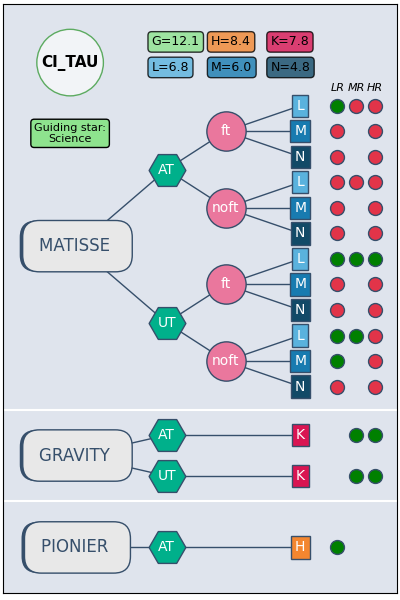 CI_TAU
G=12.1 H=8.4 K=7.8
L=6.8 M=6.0 N=4.8
LR MR HR
Guiding star:
Science
MATISSE
AT
ft
L
M
N
noft
L
M
N
UT
ft
L
M
N
noft
L
M
N
GRAVITY
AT K
UT K
PIONIER AT H